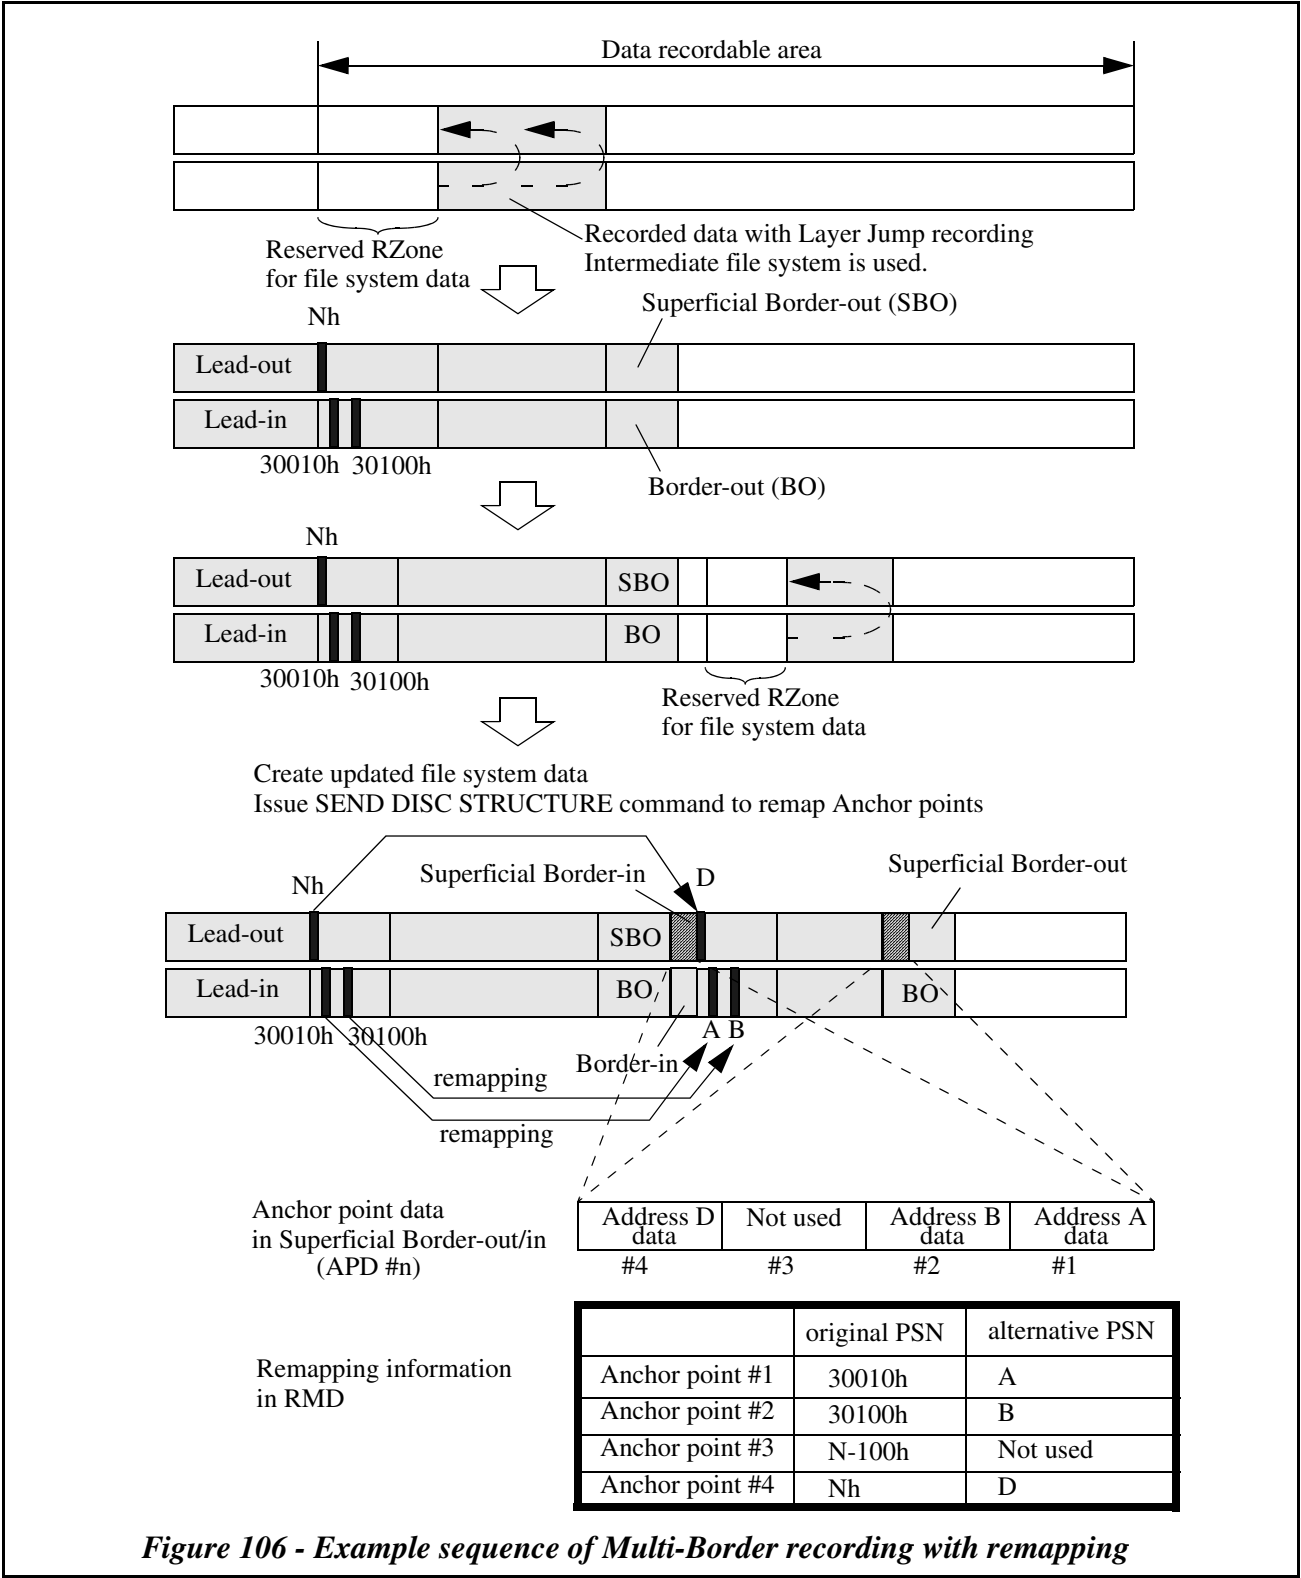 Data recordable area
Reserved RZone
for file system data
Recorded data with Layer Jump recording
Intermediate file system is used.
Superficial Border-out (SBO)
Nh
Lead-out
Lead-in
30010h 30100h
Border-out (BO)
Nh
Lead-out SBO
Lead-in BO
30010h 30100h
Reserved RZone
for file system data
Create updated file system data
Issue SEND DISC STRUCTURE command to remap Anchor points
Superficial Border-out
Superficial Border-in
Nh D
Lead-out SBO
Lead-in BO BO
30010h 30100h A B
Border-in
remapping
remapping
Anchor point data
in Superficial Border-out/in
(APD #n)
Address D
data
Not used
Address B
data
Address A
data
#4 #3 #2 #1
original PSN alternative PSN
Remapping information
in RMD
Anchor point #1 30010h A
Anchor point #2 30100h B
Anchor point #3 N-100h Not used
Anchor point #4 Nh D
Figure 106 - Example sequence of Multi-Border recording with remapping